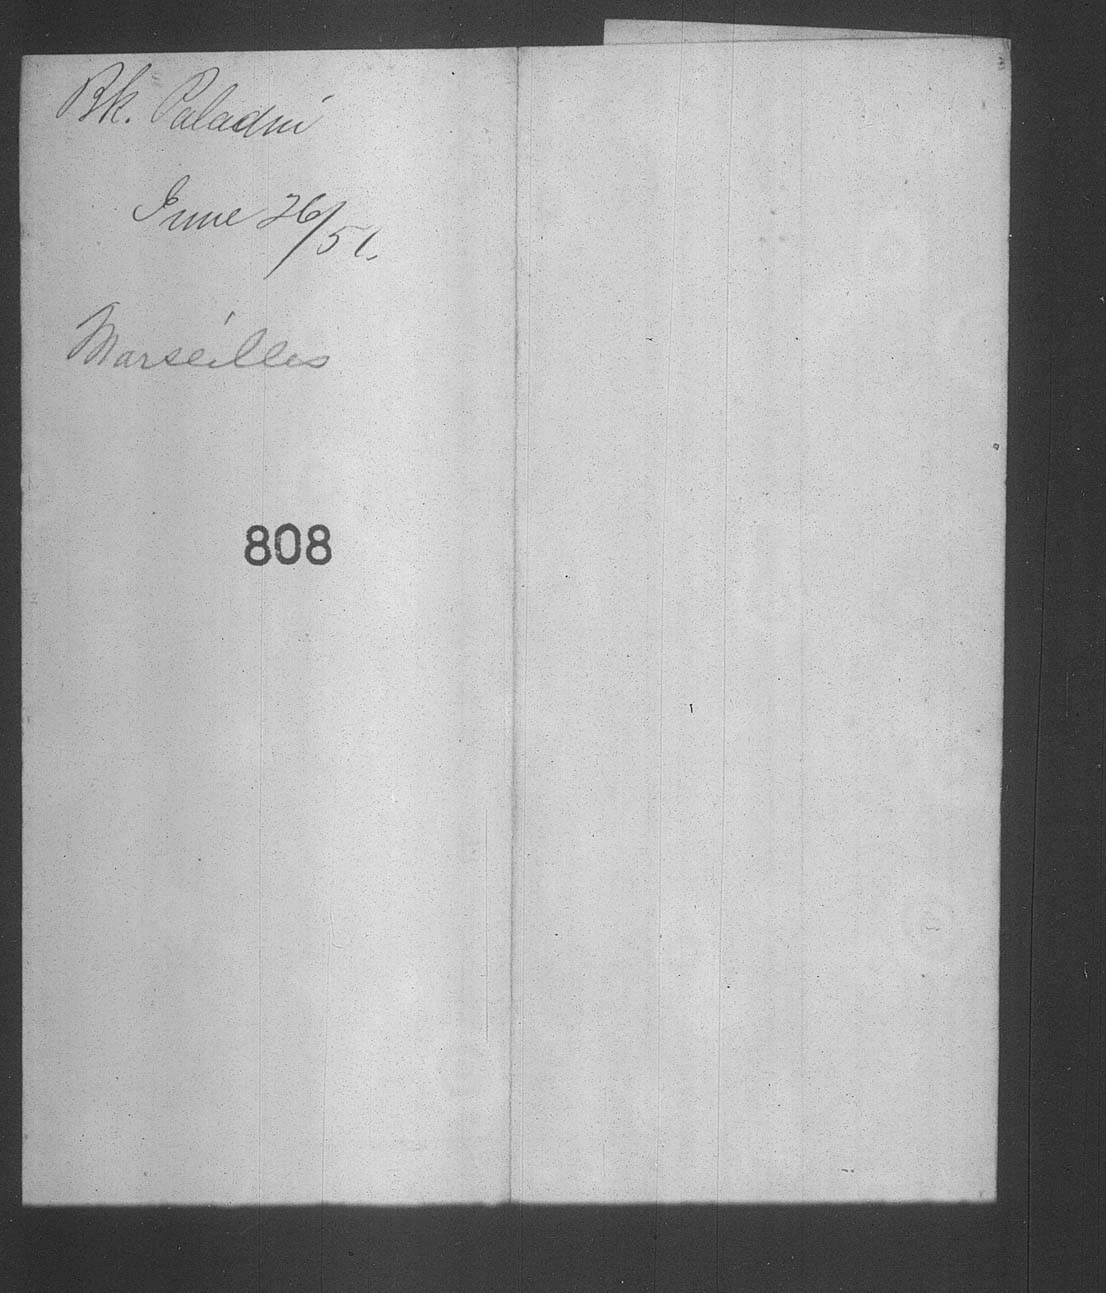 Bk. Paladin
June 26/51.
Marseilles
808